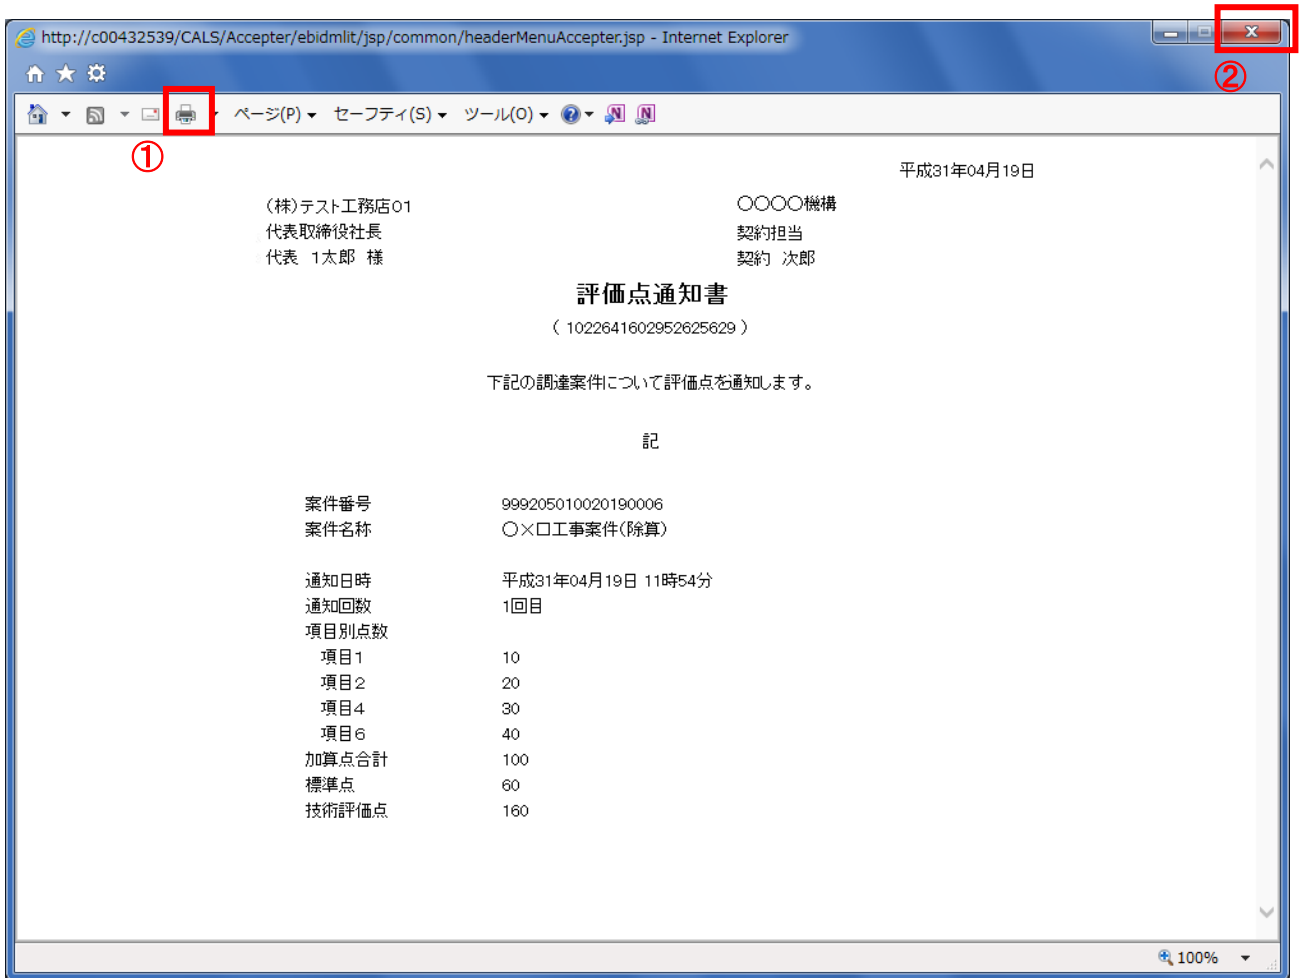 http://c00432539/CALS/Accepter/ebidmlit/jsp/common/headerMenuAccepter.jsp - Internet Explorer
②
ページ(P) セーフティ(S) ツール(O)
①
平成31年04月19日
(株)テスト工務店01 〇〇〇〇機構
代表取締役社長 契約担当
代表 1太郎 様 契約 次郎
評価点通知書
( 1022641602952625629 )
下記の調達案件について評価点を通知します。
記
案件番号 999205010020190006
案件名称 〇×口工事案件(除算)
通知日時 平成31年04月19日 11時54分
通知回数 1回目
項目別点数
項目1 10
項目2 20
項目4 30
項目6 40
加算点合計 100
標準点 60
技術評価点 160
100%